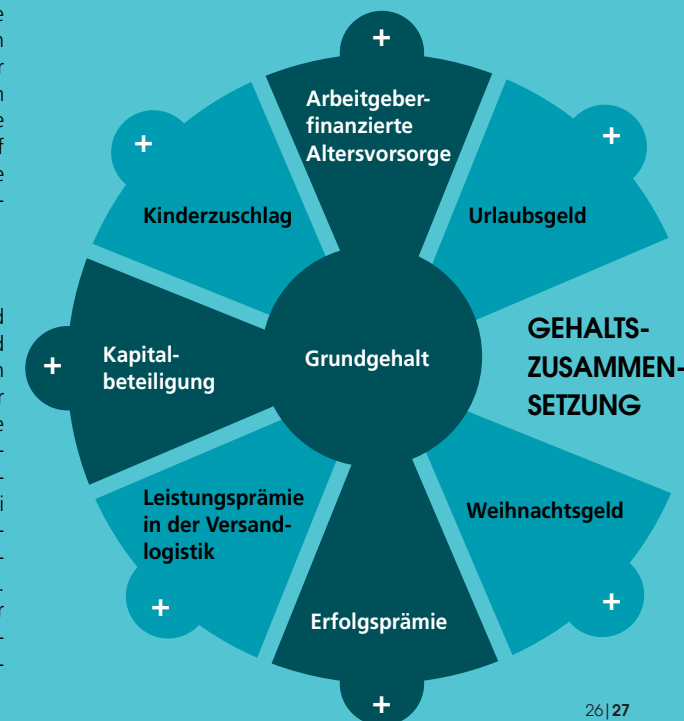 +
Arbeitgeber-
finanzierte
Altersvorsorge
+
Urlaubsgeld
+
Kinderzuschlag
+
Kapital-
beteiligung
Grundgehalt
GEHALTS-
ZUSAMMEN-
SETZUNG
Leistungsprämie
in der Versand-
logistik
+
Weihnachtsgeld
+
Erfolgsprämie
+
26|27